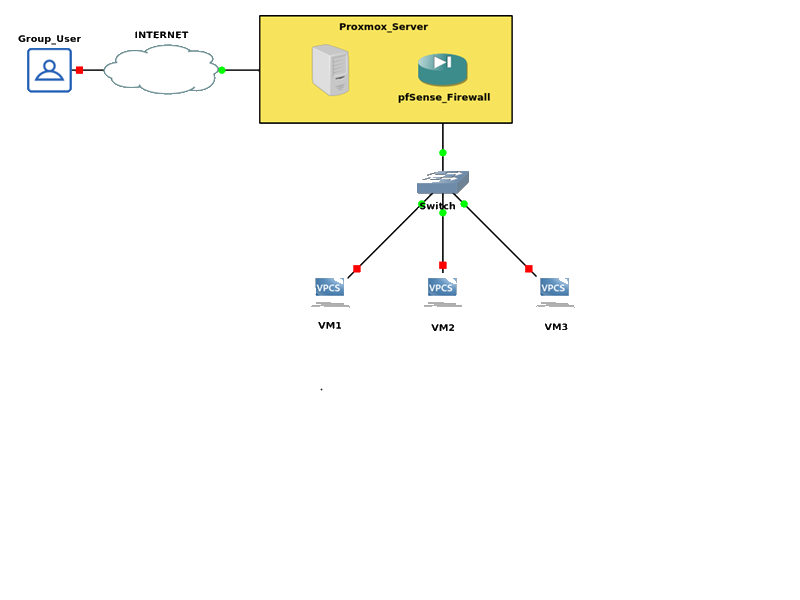 Group_User
INTERNET
Proxmox_Server
pfSense_Firewall
Switch
VPCS
VPCS
VPCS
VM1
VM2
VM3